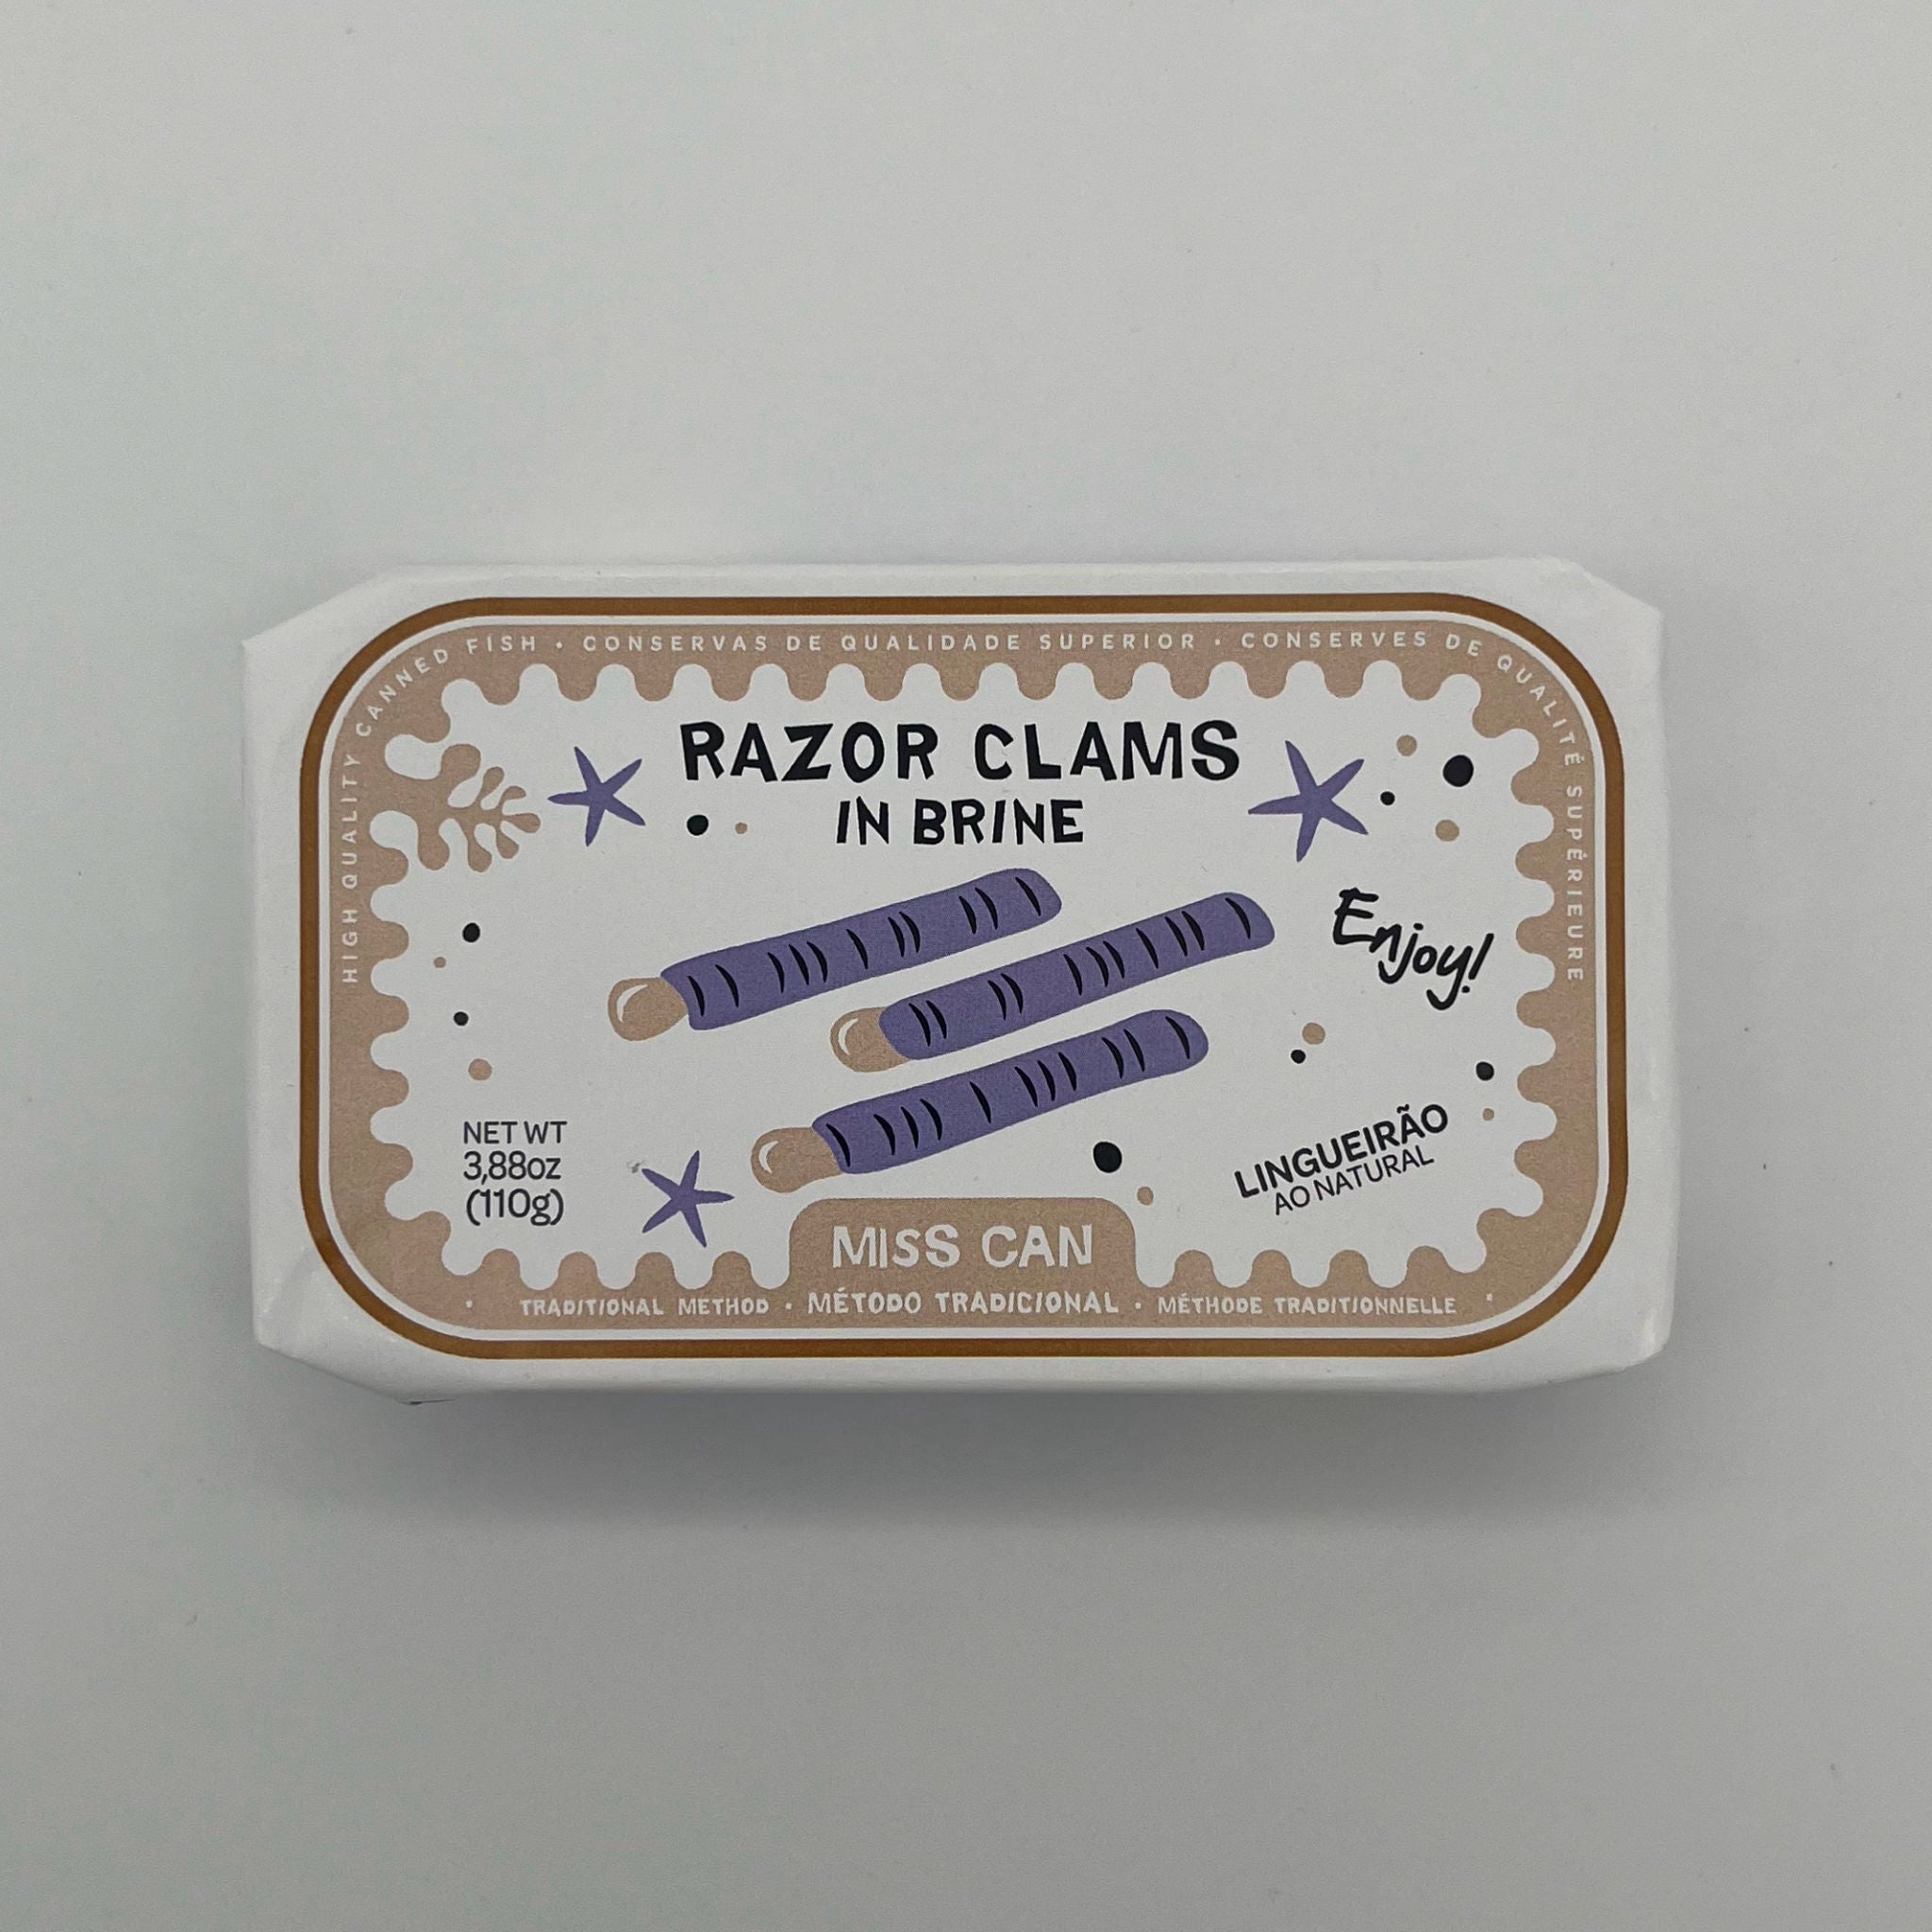 HIGH QUALITY CANNED FISH • CONSERVAS DE QUALIDADE SUPERIOR • CONSERVES DE QUALITÉ SUPÉRIEURE
RAZOR CLAMS
IN BRINE
Enjoy!
NET WT
3,88oz
(110g)
LINGUEIRÃO
AO NATURAL
MISS CAN
TRADITIONAL METHOD • MÉTODO TRADICIONAL • MÉTHODE TRADITIONNELLE